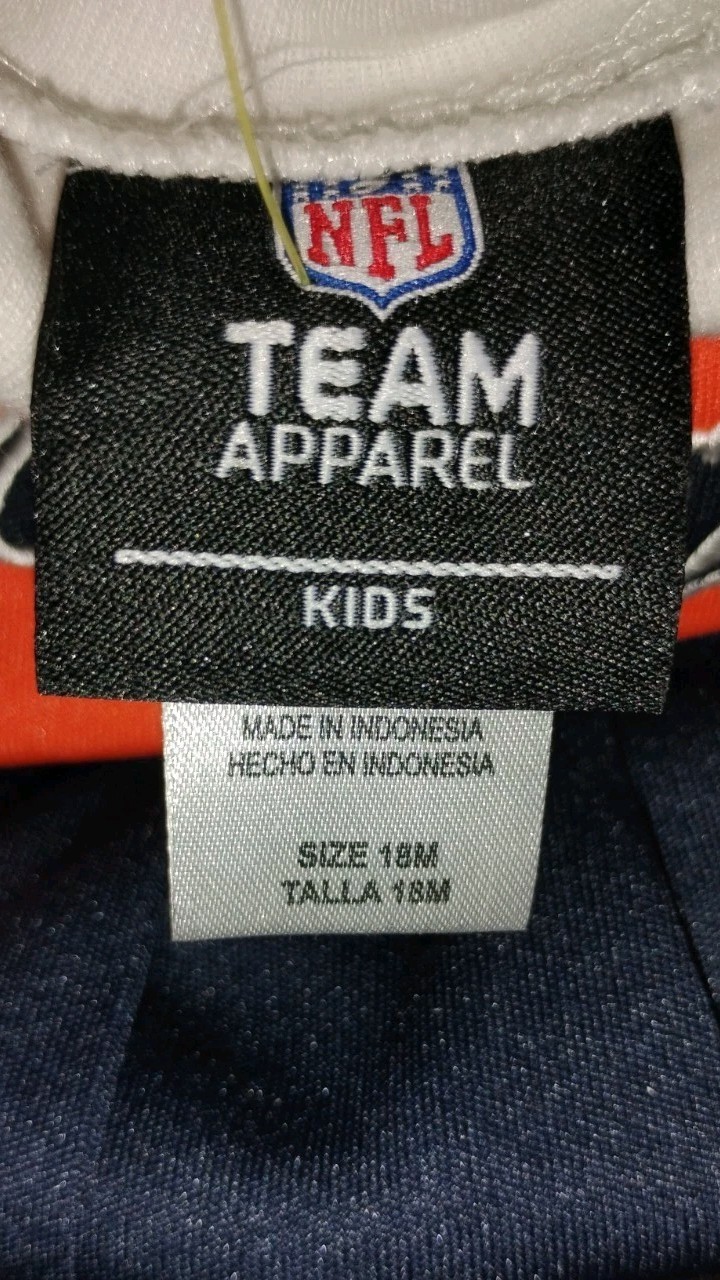 NFL
TEAM
APPAREL
KIDS
MADE IN INDONESIA
HECHO EN INDONESIA
SIZE 18M
TALLA 18M